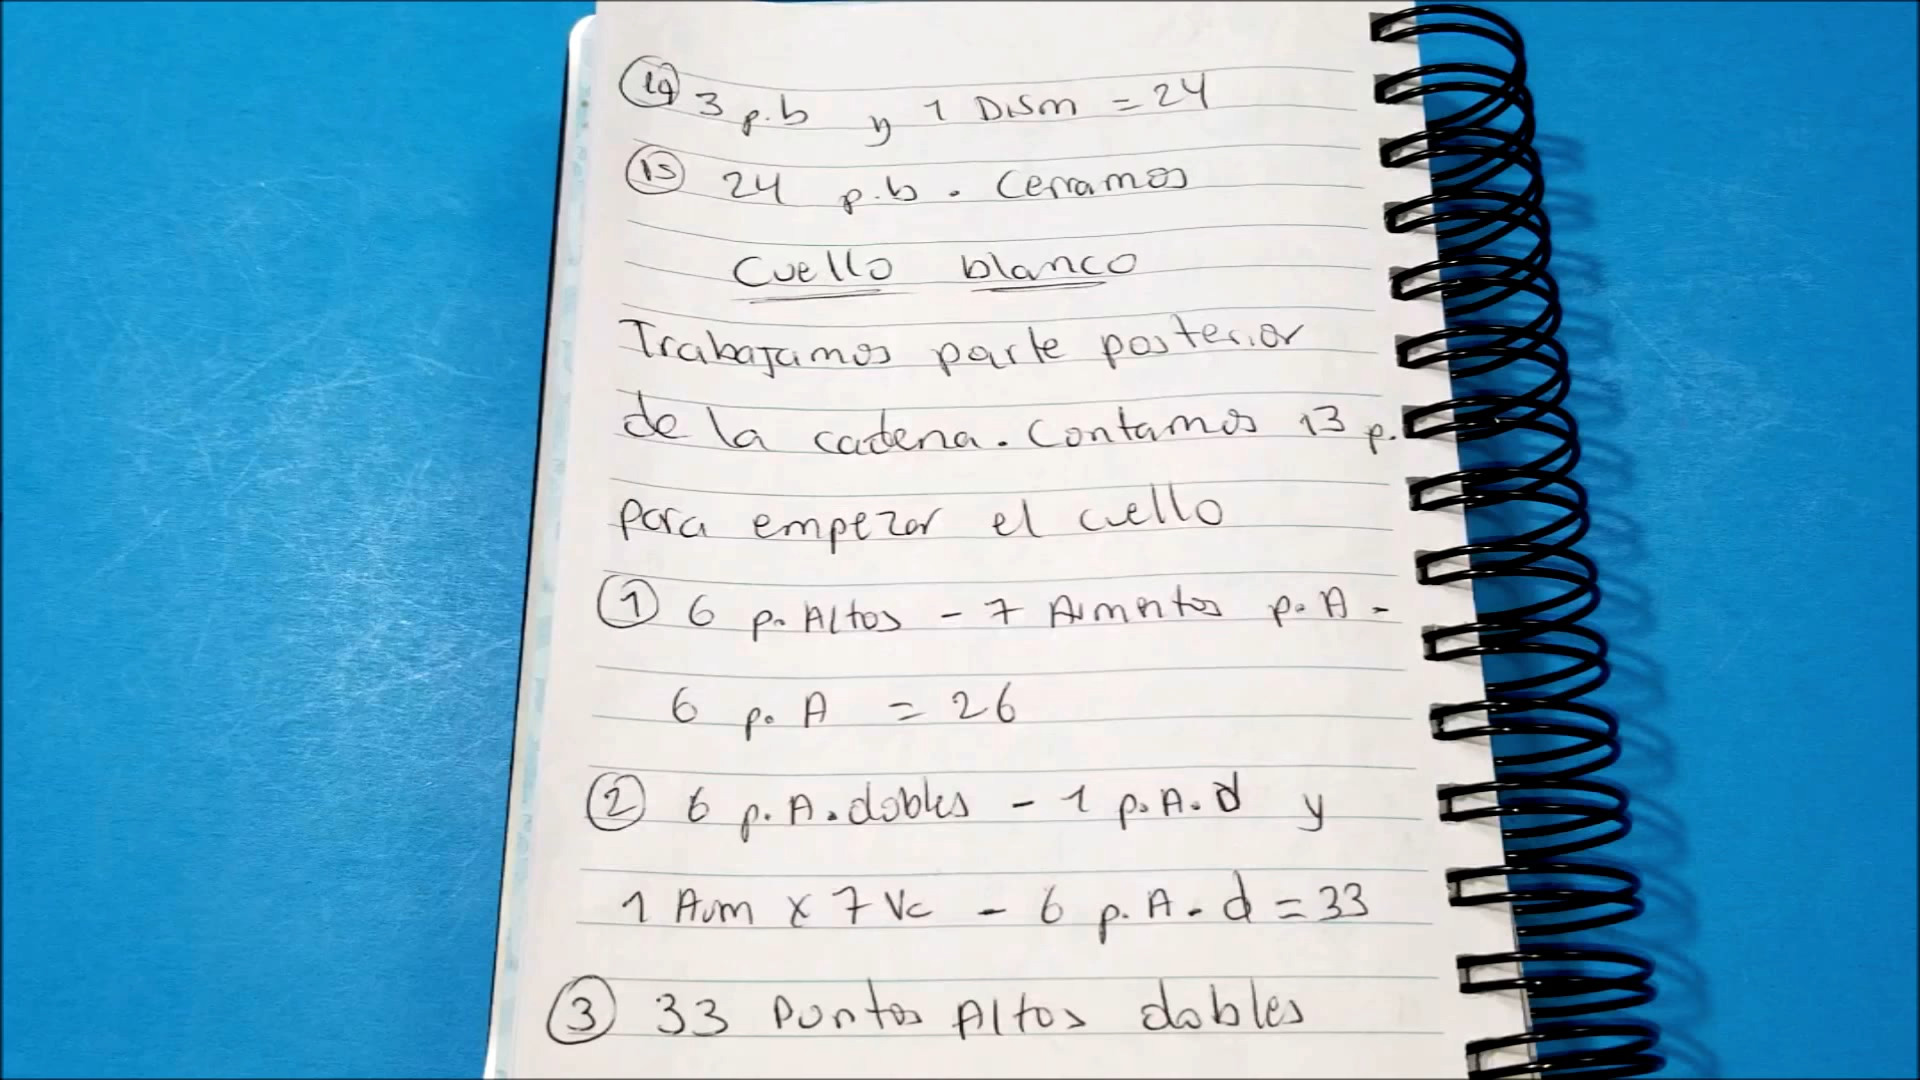 14 3 p.b y 1 Dism = 24
15 24 p.b. Cerramos
Cuello blanco
Trabajamos parte posterior
de la cadena. Contamos 13 p.
para empezar el cuello
1 6 p. Altos - 7 Aumntos p. A -
6 p. A = 26
2 6 p. A. dobles - 1 p. A. d y
1 Aum x 7 Vc - 6 p. A. d = 33
3 33 Puntos Altos dobles